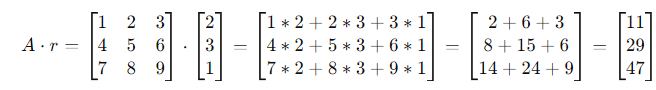 A · r = [1 2 3; 4 5 6; 7 8 9] · [2; 3; 1] = [1 * 2 + 2 * 3 + 3 * 1; 4 * 2 + 5 * 3 + 6 * 1; 7 * 2 + 8 * 3 + 9 * 1] = [2 + 6 + 3; 8 + 15 + 6; 14 + 24 + 9] = [11; 29; 47]